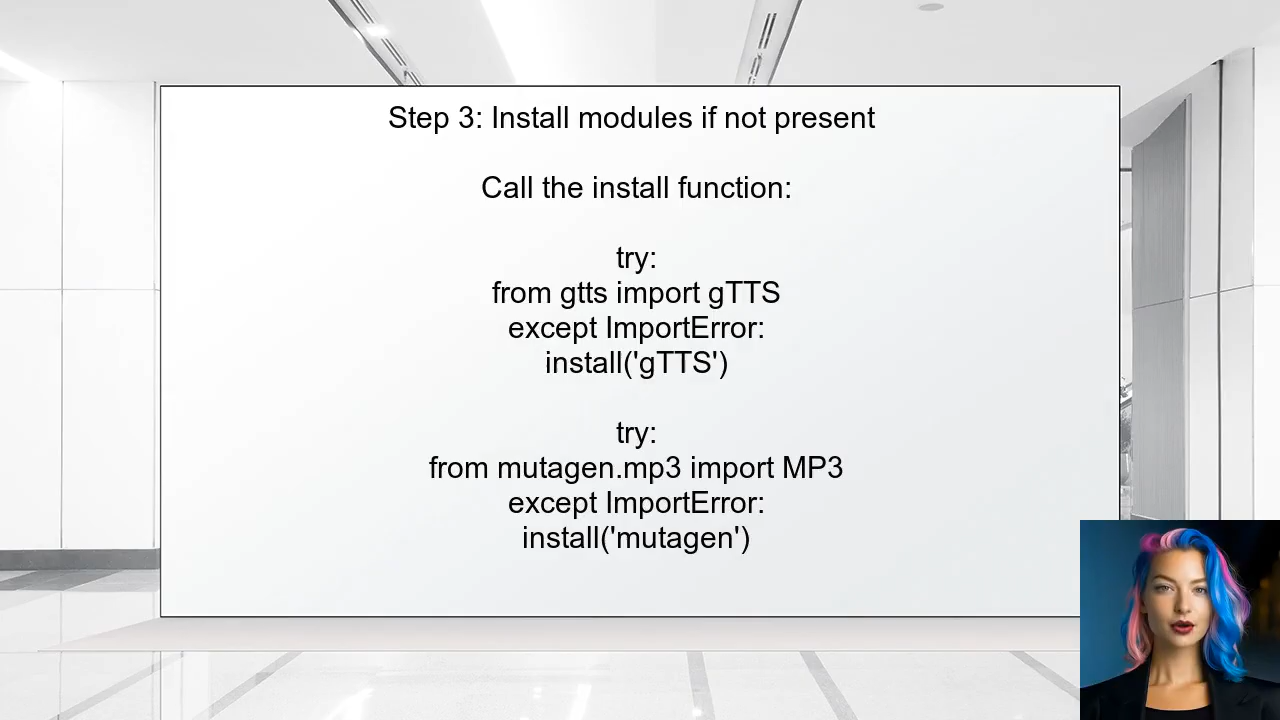 Step 3: Install modules if not present
Call the install function:
try:
from gtts import gTTS
except ImportError:
install('gTTS')
try:
from mutagen.mp3 import MP3
except ImportError:
install('mutagen')